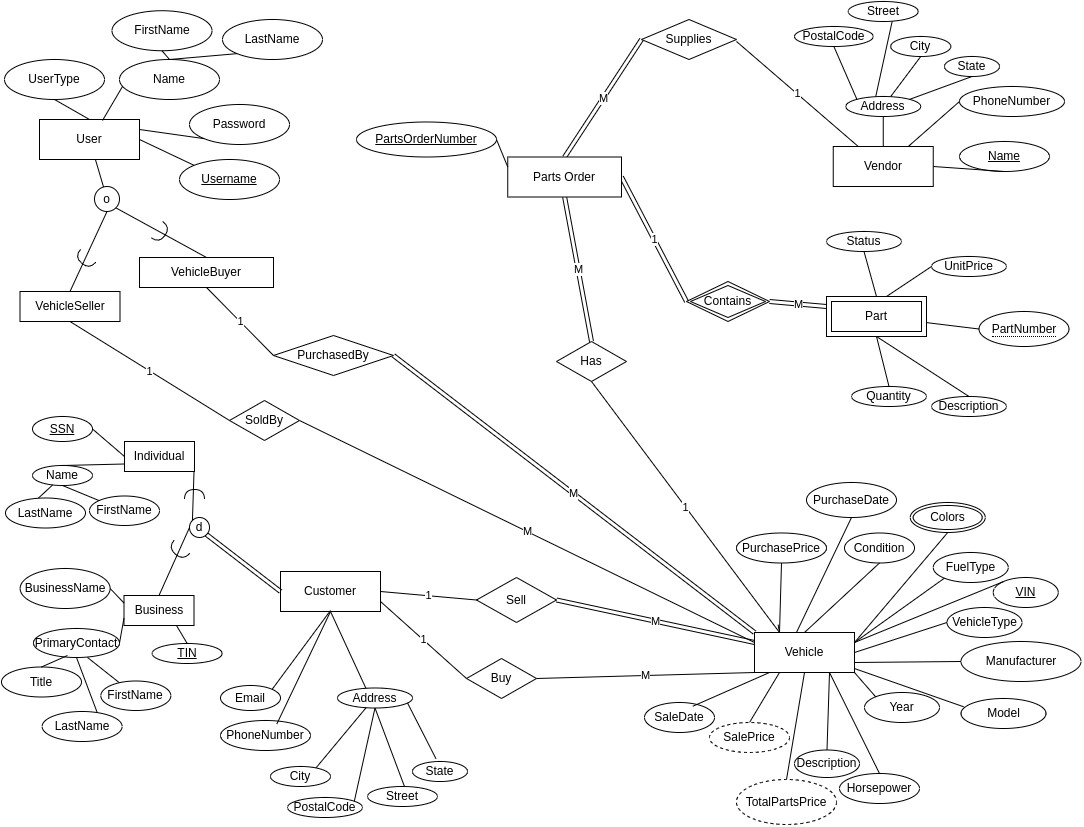 FirstName
LastName
UserType
Name
Password
User
Username
o
VehicleSeller
VehicleBuyer
1
PurchasedBy
1
SoldBy
M
M
Supplies
M
1
PartsOrderNumber
Parts Order
Street
PostalCode
City
State
Address
PhoneNumber
Vendor
Name
1
M
Contains
M
Has
1
Status
UnitPrice
Part
PartNumber
Quantity
Description
SSN
Individual
Name
LastName
FirstName
d
BusinessName
Business
PrimaryContact
TIN
Title
FirstName
LastName
Customer
1
Sell
M
1
Buy
M
Email
PhoneNumber
Address
City
State
Street
PostalCode
PurchaseDate
Colors
PurchasePrice
Condition
FuelType
VIN
VehicleType
Vehicle
Manufacturer
Year
Model
SaleDate
SalePrice
Description
Horsepower
TotalPartsPrice